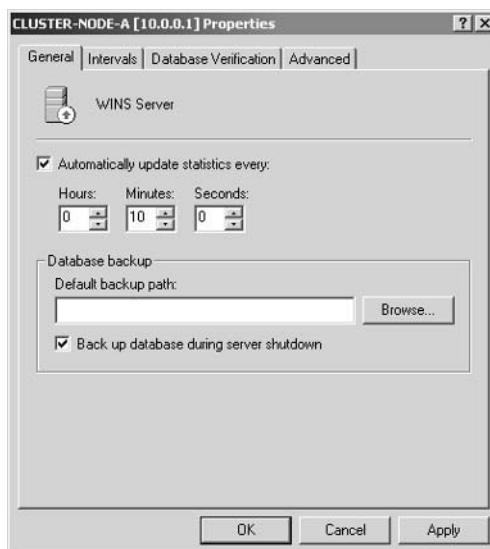 CLUSTER-NODE-A [10.0.0.1] Properties
General Intervals Database Verification Advanced
WINS Server
Automatically update statistics every:
Hours: Minutes: Seconds:
0 10 0
Database backup
Default backup path:
Browse...
Back up database during server shutdown
OK Cancel Apply